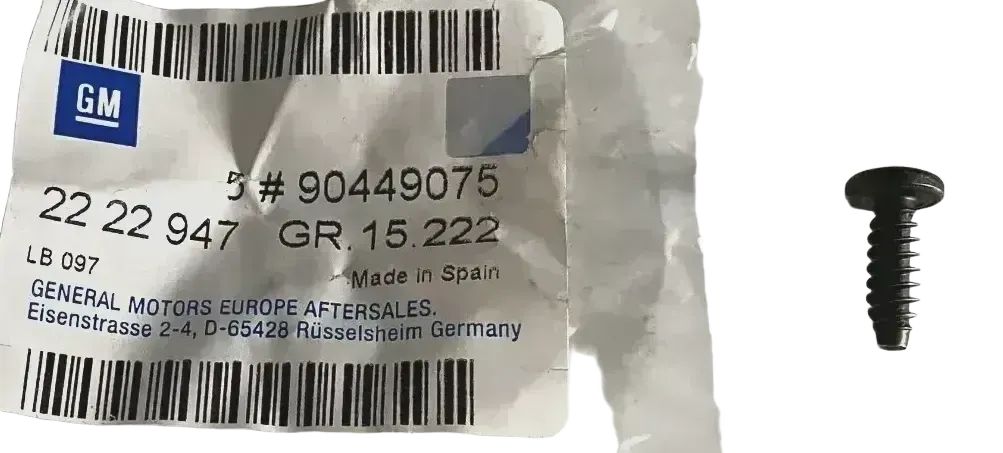 GM
5 # 90449075
22 22 947 GR. 15.222
LB 097
Made in Spain
GENERAL MOTORS EUROPE AFTERSALES.
Eisenstrasse 2-4, D-65428 Rüsselsheim Germany